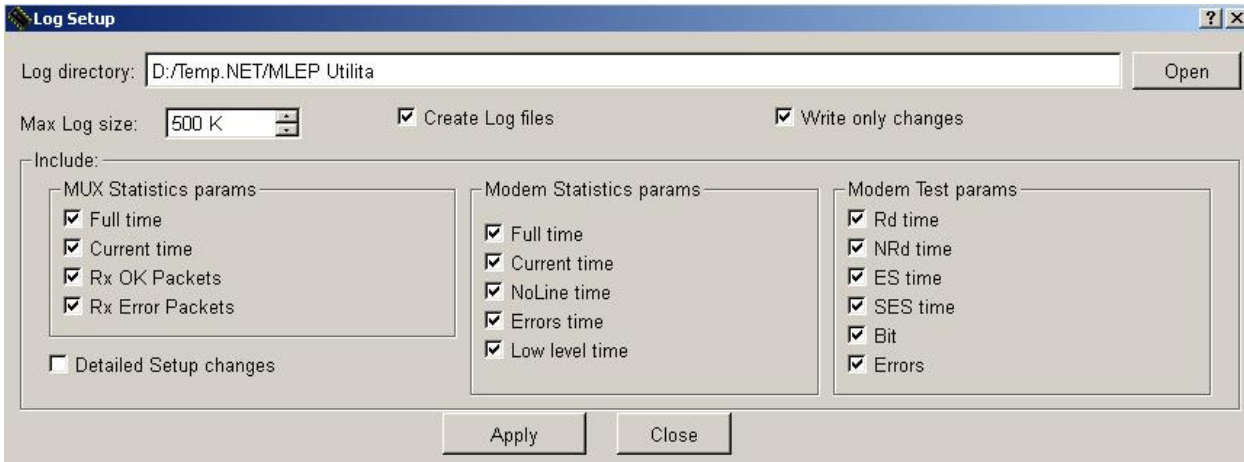 Log Setup
Log directory: D:/Temp.NET/MLEP Utilita Open
Max Log size: 500 K Create Log files Write only changes
Include:
MUX Statistics params
Full time
Current time
Rx OK Packets
Rx Error Packets
Detailed Setup changes
Modem Statistics params
Full time
Current time
NoLine time
Errors time
Low level time
Modem Test params
Rd time
NRd time
ES time
SES time
Bit
Errors
Apply Close